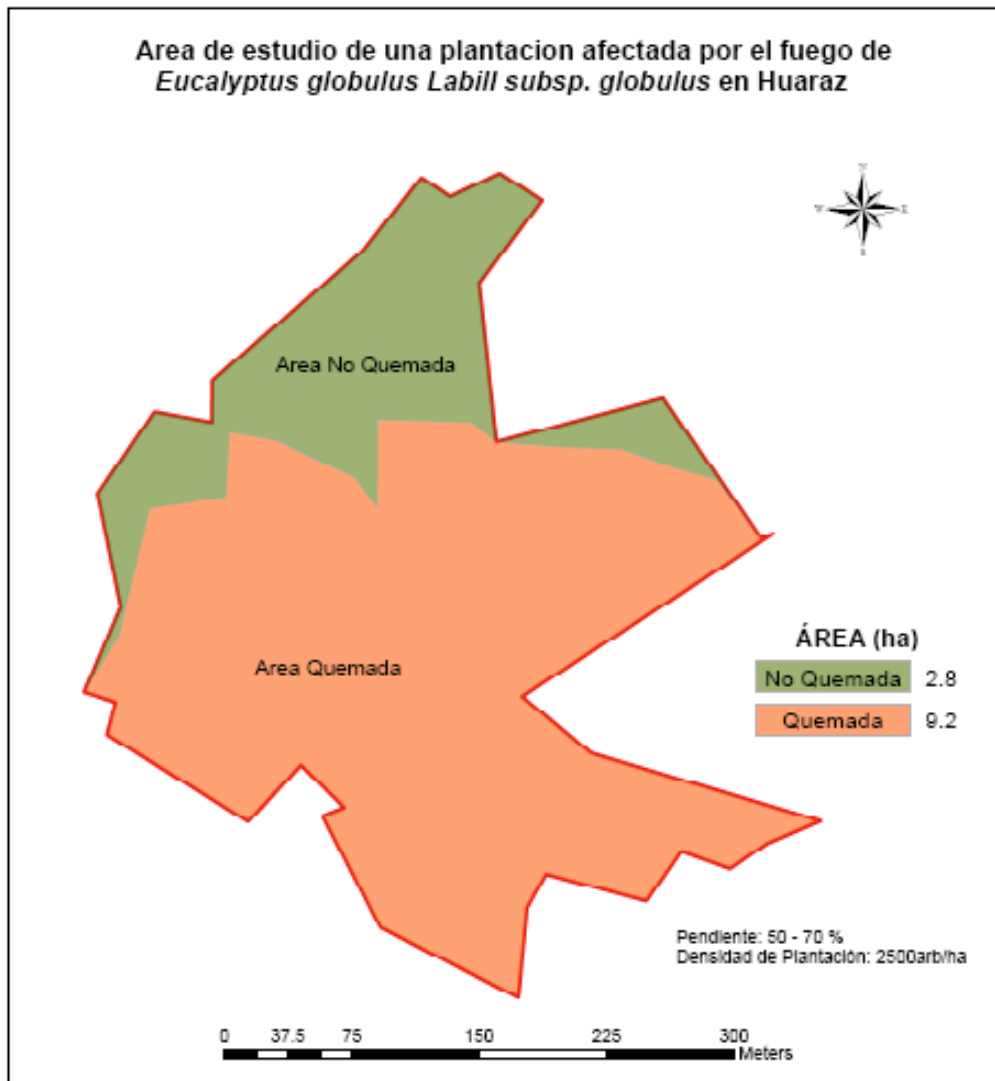 Area de estudio de una plantacion afectada por el fuego de
Eucalyptus globulus Labill subsp. globulus en Huaraz
N
W E
S
Area No Quemada
Area Quemada
ÁREA (ha)
No Quemada 2.8
Quemada 9.2
Pendiente: 50 - 70 %
Densidad de Plantación: 2500arb/ha
0 37.5 75 150 225 300
Meters